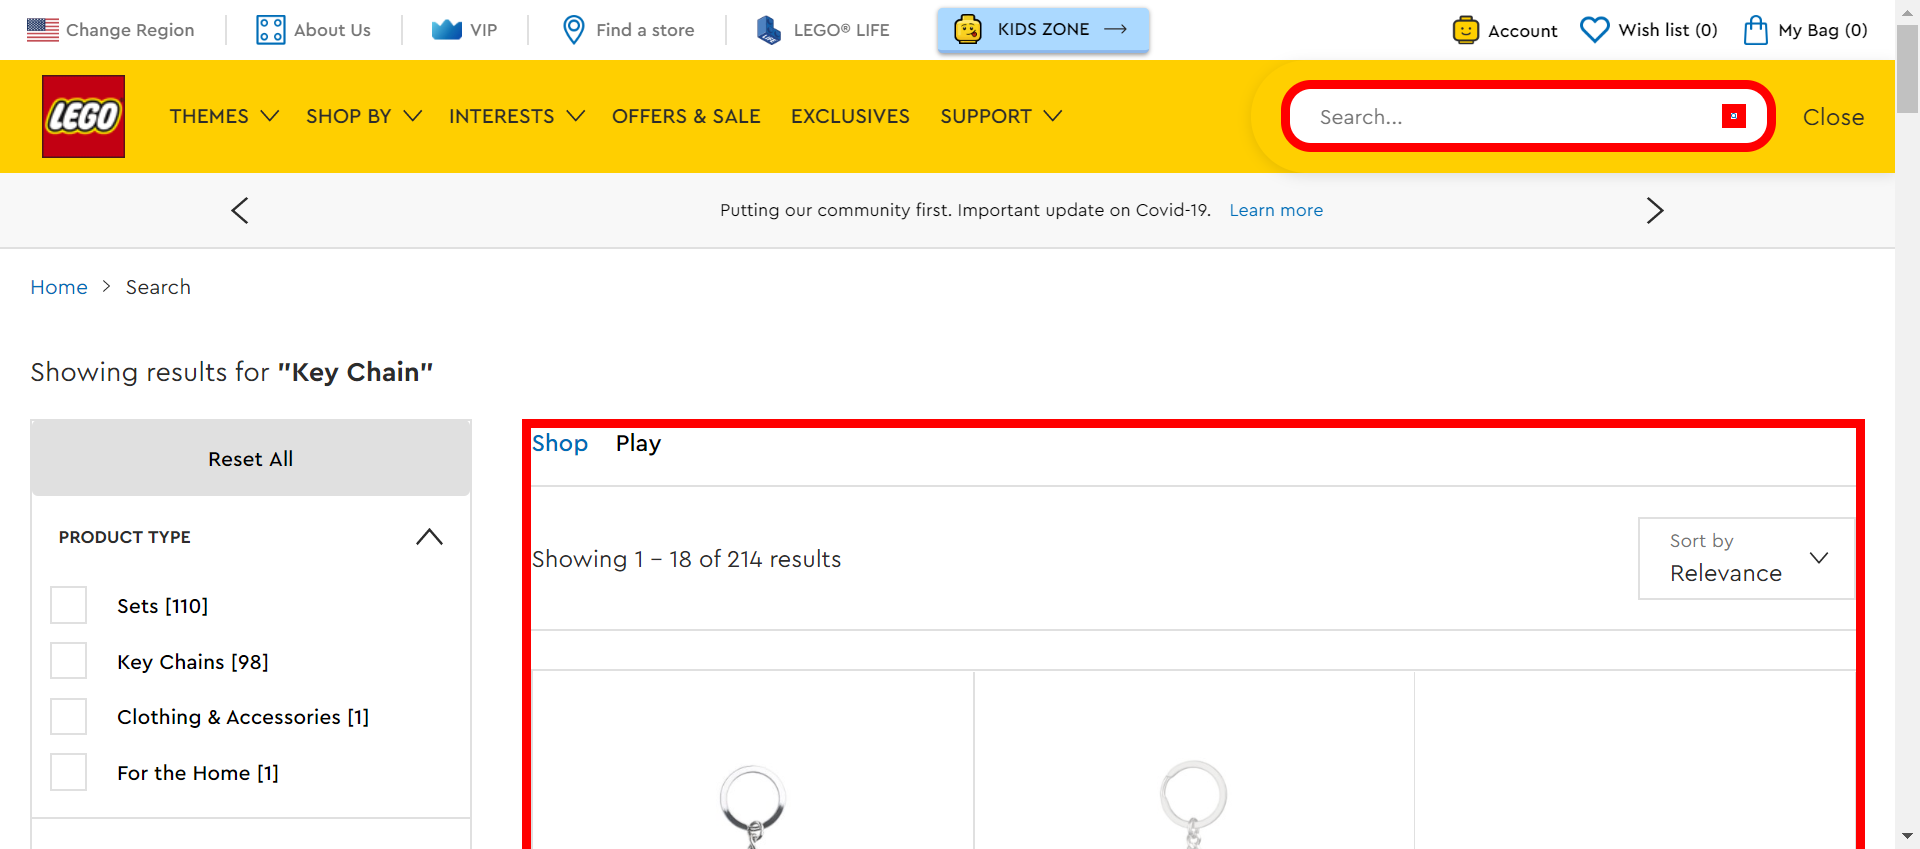 Change Region
About Us
VIP
Find a store
LEGO® LIFE
KIDS ZONE
Account
Wish list (0)
My Bag (0)
LEGO
THEMES
SHOP BY
INTERESTS
OFFERS & SALE
EXCLUSIVES
SUPPORT
Search...
Close
Putting our community first. Important update on Covid-19. Learn more
Home > Search
Showing results for "Key Chain"
Reset All
PRODUCT TYPE
Sets [110]
Key Chains [98]
Clothing & Accessories [1]
For the Home [1]
Shop Play
Showing 1 - 18 of 214 results
Sort by
Relevance